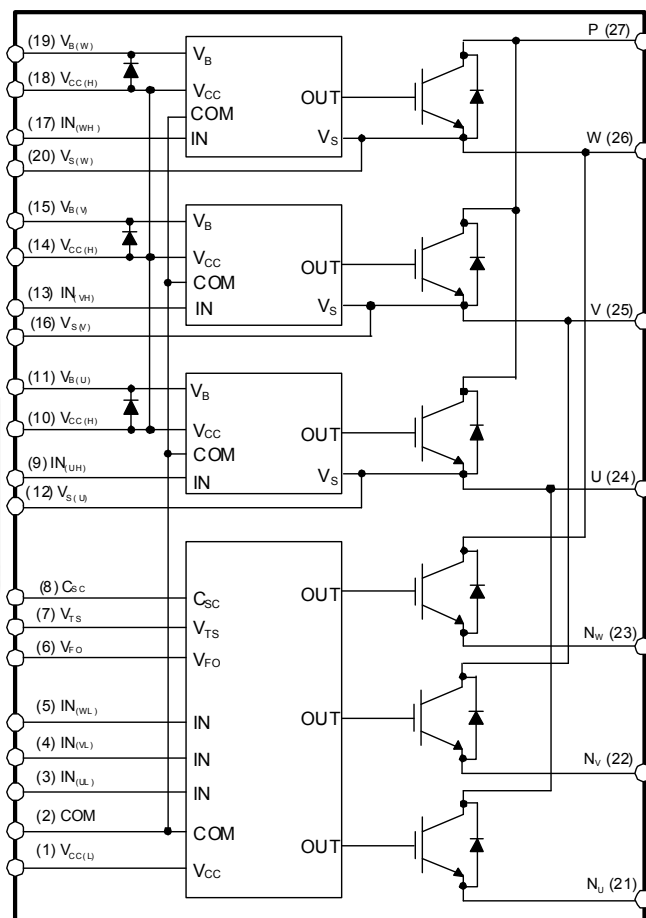 (19) VB(W)
(18) VCC(H)
(17) IN(WH)
(20) VS(W)
VB
VCC
COM
IN
OUT
VS
P (27)
W (26)
(15) VB(V)
(14) VCC(H)
(13) IN(VH)
(16) VS(V)
VB
VCC
COM
IN
OUT
VS
V (25)
(11) VB(U)
(10) VCC(H)
(9) IN(UH)
(12) VS(U)
VB
VCC
COM
IN
OUT
VS
U (24)
(8) CSC
(7) VTS
(6) VFO
(5) IN(WL)
(4) IN(VL)
(3) IN(UL)
(2) COM
(1) VCC(L)
CSC
VTS
VFO
IN
IN
IN
COM
VCC
OUT
OUT
OUT
NW (23)
NV (22)
NU (21)